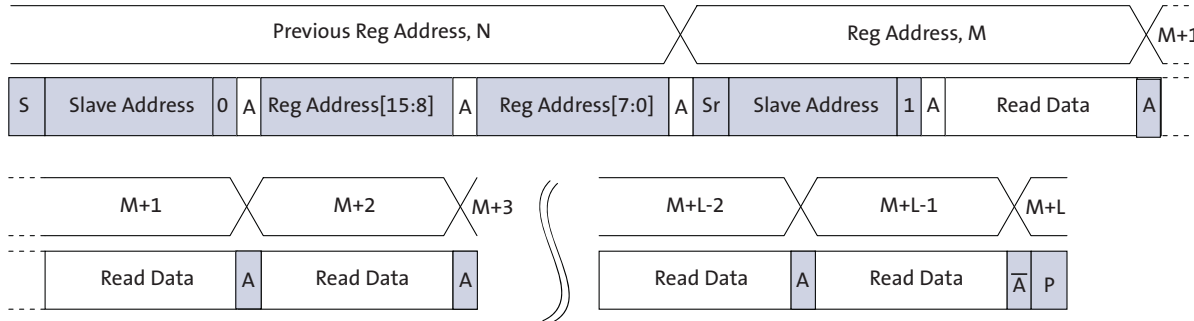 Previous Reg Address, N Reg Address, M M+1
S Slave Address 0 A Reg Address[15:8] A Reg Address[7:0] A Sr Slave Address 1 A Read Data A
M+1 M+2 M+3 M+L-2 M+L-1 M+L
Read Data A Read Data A Read Data A Read Data A̅ P